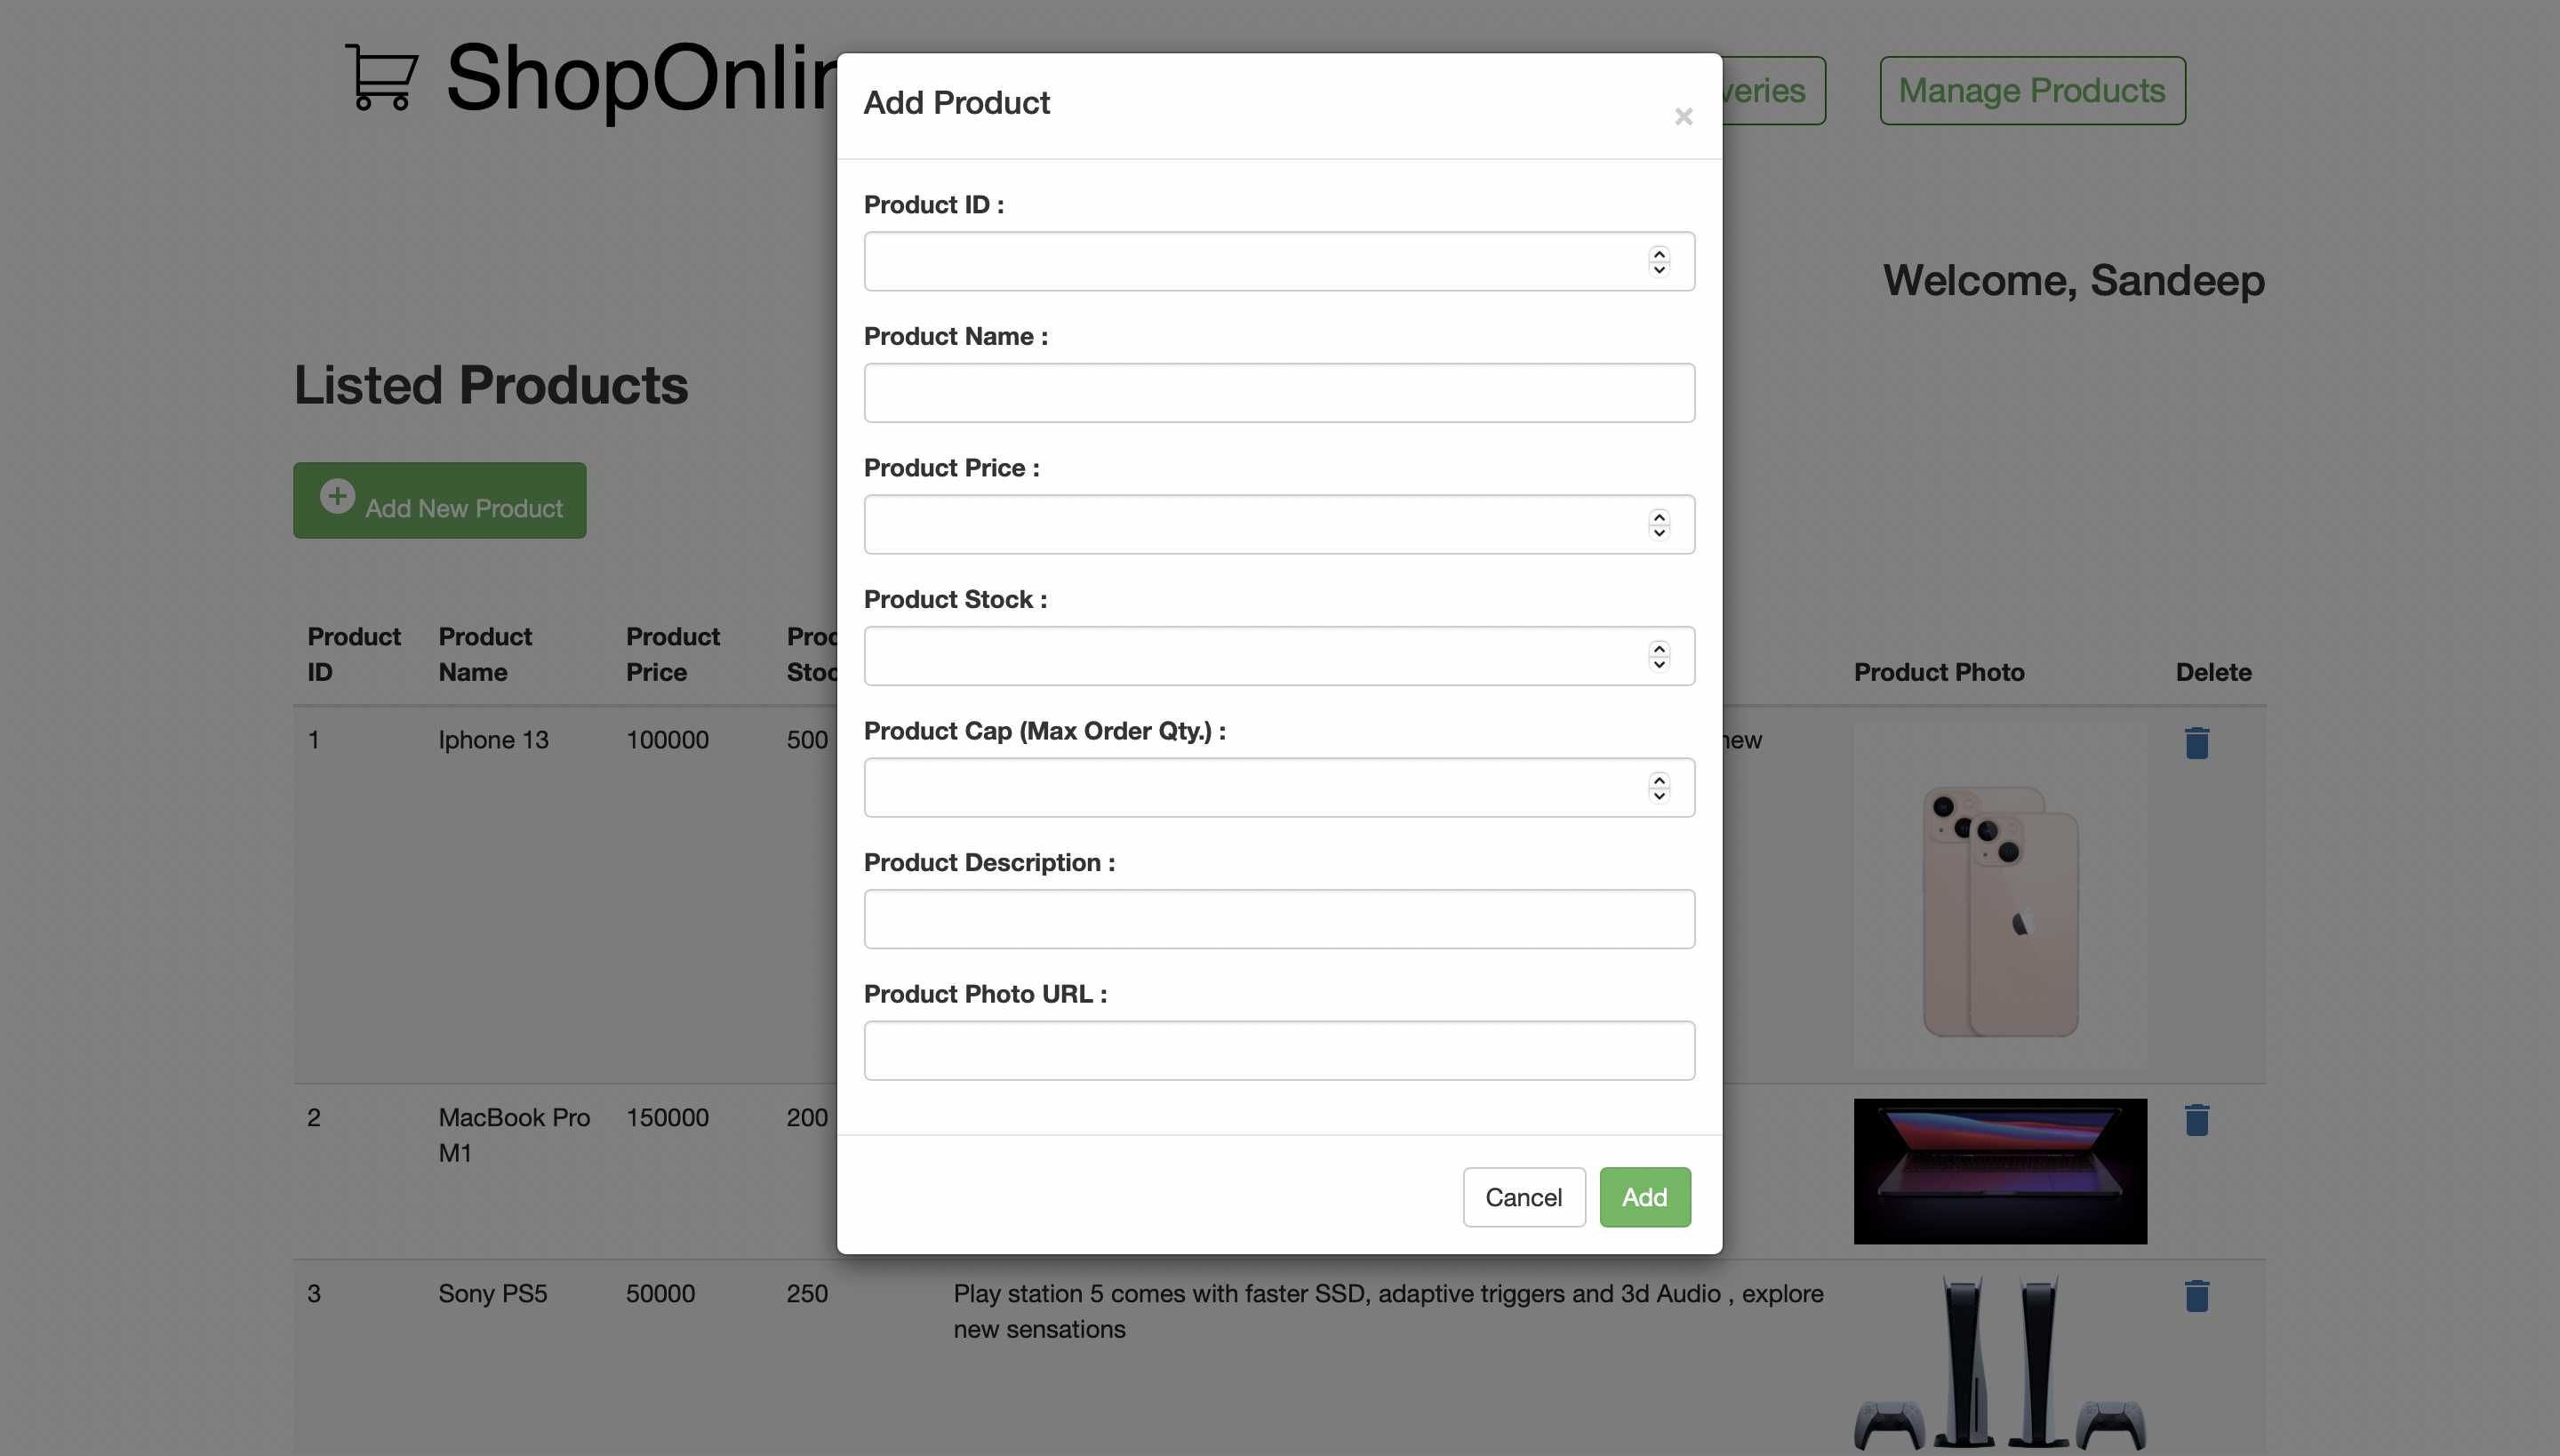 ShopOnlin
Manage Products
Welcome, Sandeep
Listed Products
Add New Product
Product ID
Product Name
Product Price
Product Photo
Delete
1
Iphone 13
100000
500
new
2
MacBook Pro M1
150000
200
3
Sony PS5
50000
250
Play station 5 comes with faster SSD, adaptive triggers and 3d Audio , explore
new sensations
Add Product
×
Product ID :
Product Name :
Product Price :
Product Stock :
Product Cap (Max Order Qty.) :
Product Description :
Product Photo URL :
Cancel
Add